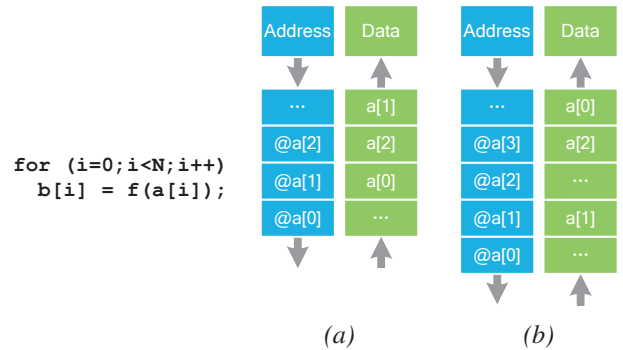 for (i=0;i<N;i++)
b[i] = f(a[i]);
Address Data
... a[1]
@a[2] a[2]
@a[1] a[0]
@a[0] ...
(a)
Address Data
... a[0]
@a[3] a[2]
@a[2] ...
@a[1] a[1]
@a[0] ...
(b)